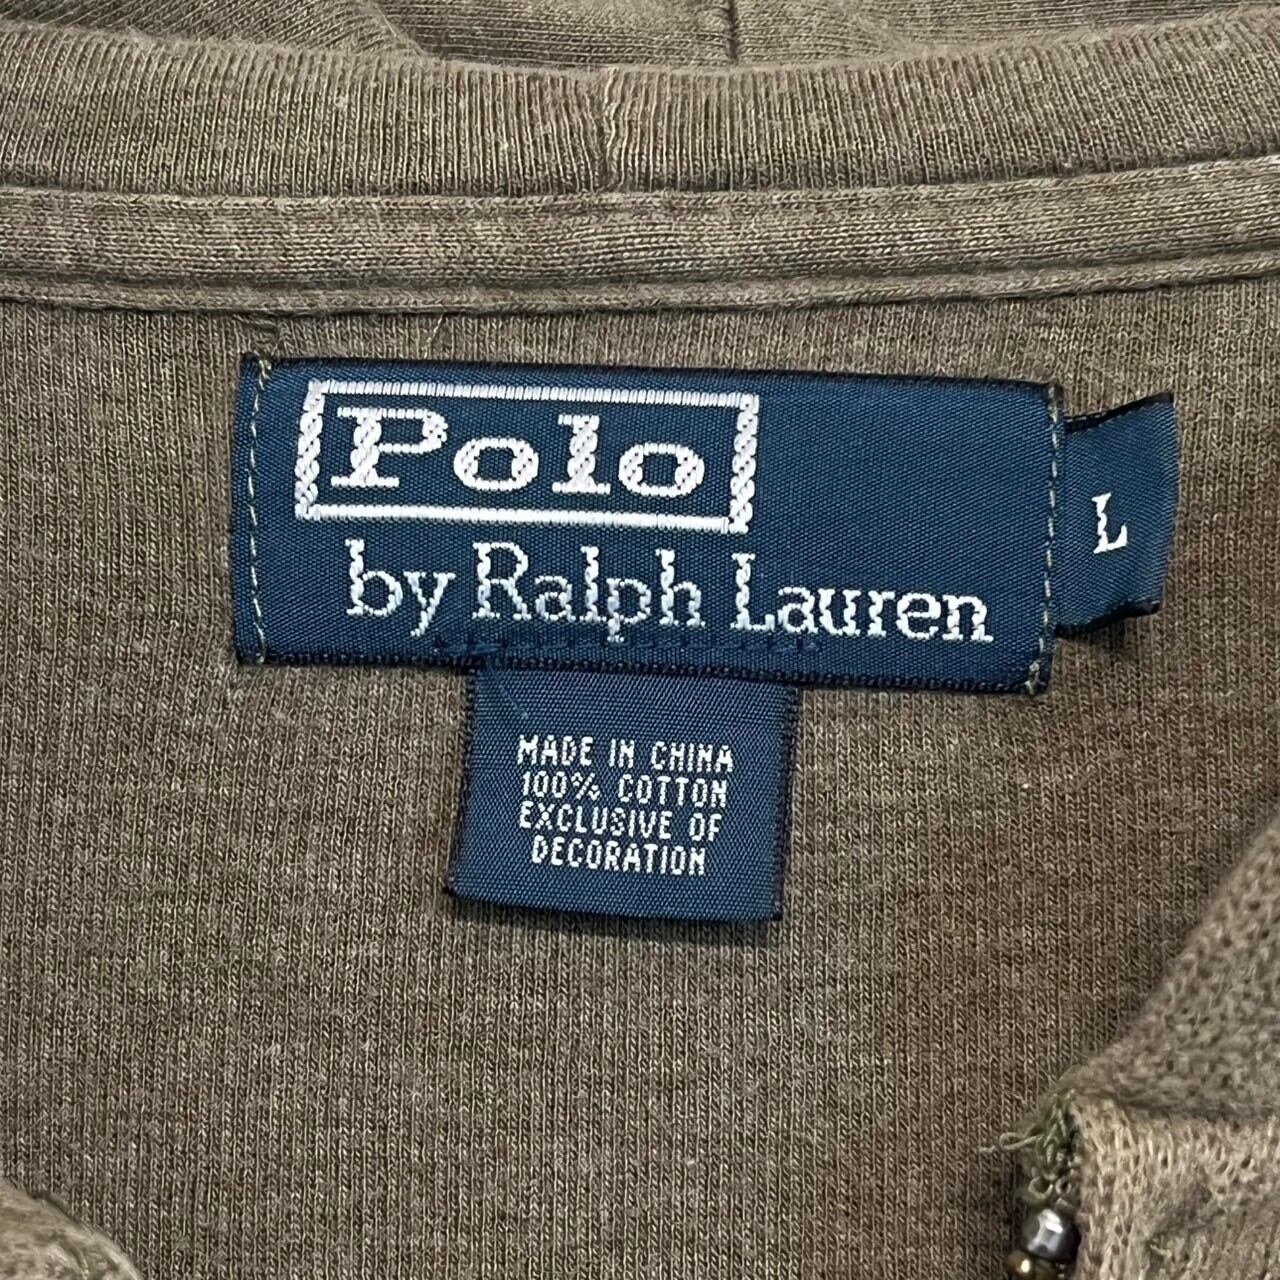 Polo
by Ralph Lauren
L
MADE IN CHINA
100% COTTON
EXCLUSIVE OF
DECORATION